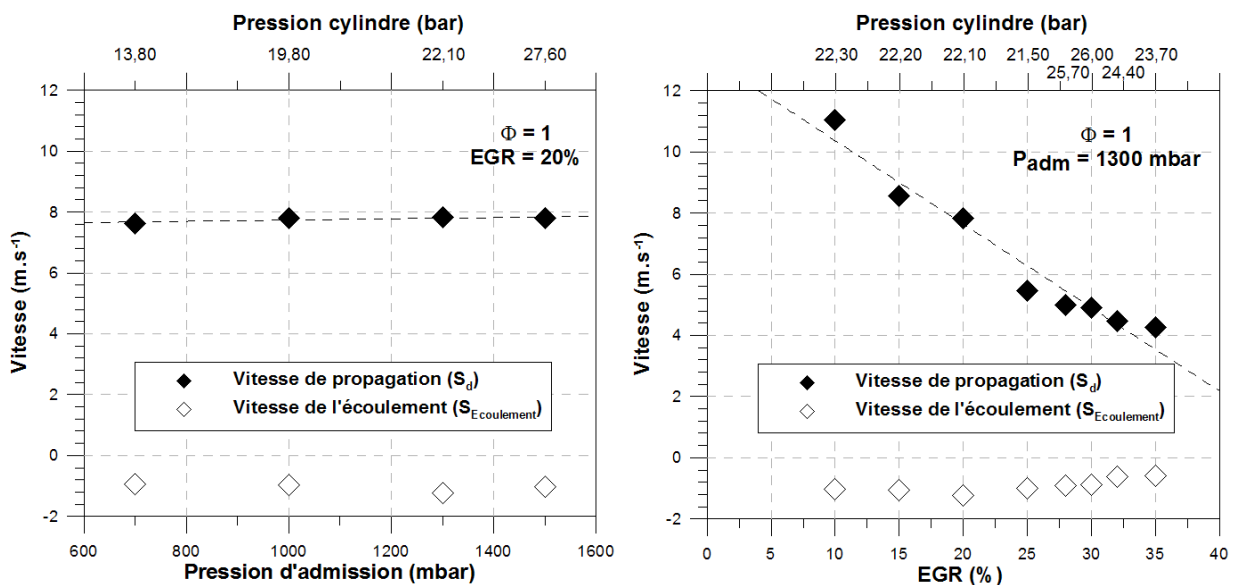 Pression cylindre (bar)
13,80 19,80 22,10 27,60
12
10
8
6
4
2
0
-2
Vitesse (m.s-1)
Φ = 1
EGR = 20%
Vitesse de propagation (Sd)
Vitesse de l'écoulement (SEcoulement)
600 800 1000 1200 1400 1600
Pression d'admission (mbar)
Pression cylindre (bar)
22,30 22,20 22,10 21,50 26,00 23,70
25,70 24,40
12
10
8
6
4
2
0
-2
Vitesse (m.s-1)
Φ = 1
Padm = 1300 mbar
Vitesse de propagation (Sd)
Vitesse de l'écoulement (SEcoulement)
0 5 10 15 20 25 30 35 40
EGR (%)